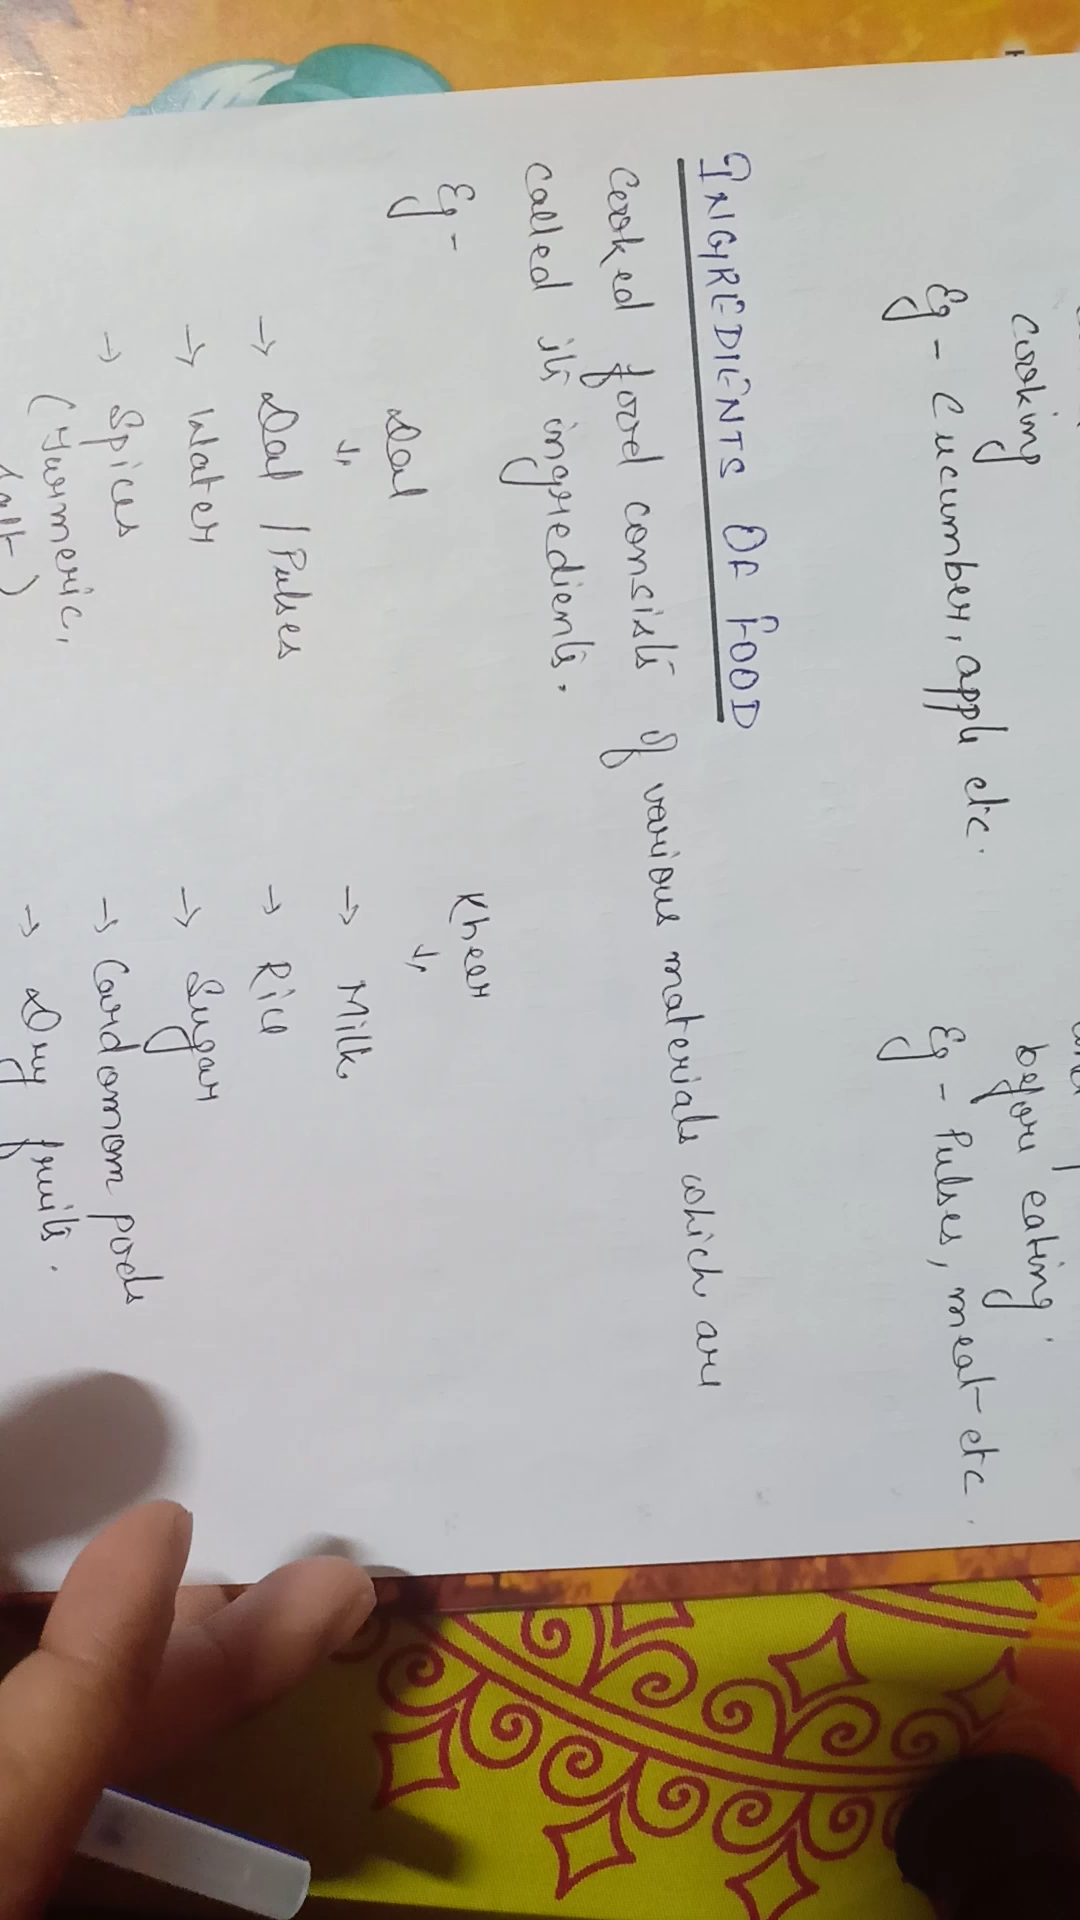 cooking
before eating.
Eg - Cucumber, apple etc.
Eg - Pulses, meat etc.
INGREDIENTS OF FOOD
Cooked food consists of various materials which are
called its ingredients.
Eg -
Dal
Kheer
↓
↓
→ Dal / Pulses
→ Water
→ Spices
(Turmeric,
salt)
→ Milk
→ Rice
→ Sugar
→ Cardomom pods
→ Dry fruits.